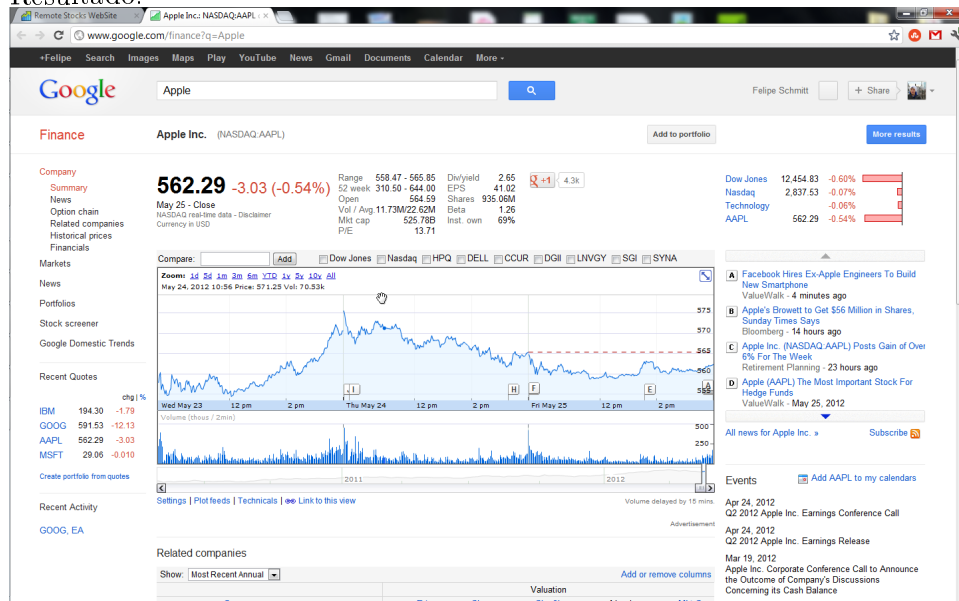 Resultado:
Remote Stocks WebSite
Apple Inc.: NASDAQ:AAPL
www.google.com/finance?q=Apple
+Felipe Search Images Maps Play YouTube News Gmail Documents Calendar More
Google
Apple
Felipe Schmitt
+ Share
Finance
Apple Inc. (NASDAQ:AAPL)
Add to portfolio
More results
Company
Summary
News
Option chain
Related companies
Historical prices
Financials
Markets
News
Portfolios
Stock screener
Google Domestic Trends
Recent Quotes
chg | %
IBM 194.30 -1.79
GOOG 591.53 -12.13
AAPL 562.29 -3.03
MSFT 29.06 -0.010
Create portfolio from quotes
Recent Activity
GOOG, EA
562.29 -3.03 (-0.54%)
May 25 - Close
NASDAQ real-time data - Disclaimer
Currency in USD
Range 558.47 - 565.85 Div/yield 2.65
52 week 310.50 - 644.00 EPS 41.02
Open 564.59 Shares 935.06M
Vol / Avg. 11.73M/22.62M Beta 1.26
Mkt cap 525.78B Inst. own 69%
P/E 13.71
+1 4.3k
Compare: Add Dow Jones Nasdaq HPQ DELL CCUR DGII LNVGY SGI SYNA
Zoom: 1d 5d 1m 3m 6m YTD 1y 5y 10y All
May 24, 2012 10:56 Price: 571.25 Vol: 70.53k
575
570
565
560
555
I H F E A
Wed May 23 12 pm 2 pm Thu May 24 12 pm 2 pm Fri May 25 12 pm 2 pm
Volume (thous / 2min)
500
250
2011 2012
Settings | Plot feeds | Technicals | Link to this view
Volume delayed by 15 mins.
Advertisement
Related companies
Show: Most Recent Annual
Add or remove columns
Valuation
Dow Jones 12,454.83 -0.60%
Nasdaq 2,837.53 -0.07%
Technology -0.06%
AAPL 562.29 -0.54%
A Facebook Hires Ex-Apple Engineers To Build
New Smartphone
ValueWalk - 4 minutes ago
B Apple's Browett to Get $56 Million in Shares,
Sunday Times Says
Bloomberg - 14 hours ago
C Apple Inc. (NASDAQ:AAPL) Posts Gain of Over
6% For The Week
Retirement Planning - 23 hours ago
D Apple (AAPL) The Most Important Stock For
Hedge Funds
ValueWalk - May 25, 2012
All news for Apple Inc. »
Subscribe
Events
Add AAPL to my calendars
Apr 24, 2012
Q2 2012 Apple Inc. Earnings Conference Call
Apr 24, 2012
Q2 2012 Apple Inc. Earnings Release
Mar 19, 2012
Apple Inc. Corporate Conference Call to Announce
the Outcome of Company's Discussions
Concerning its Cash Balance